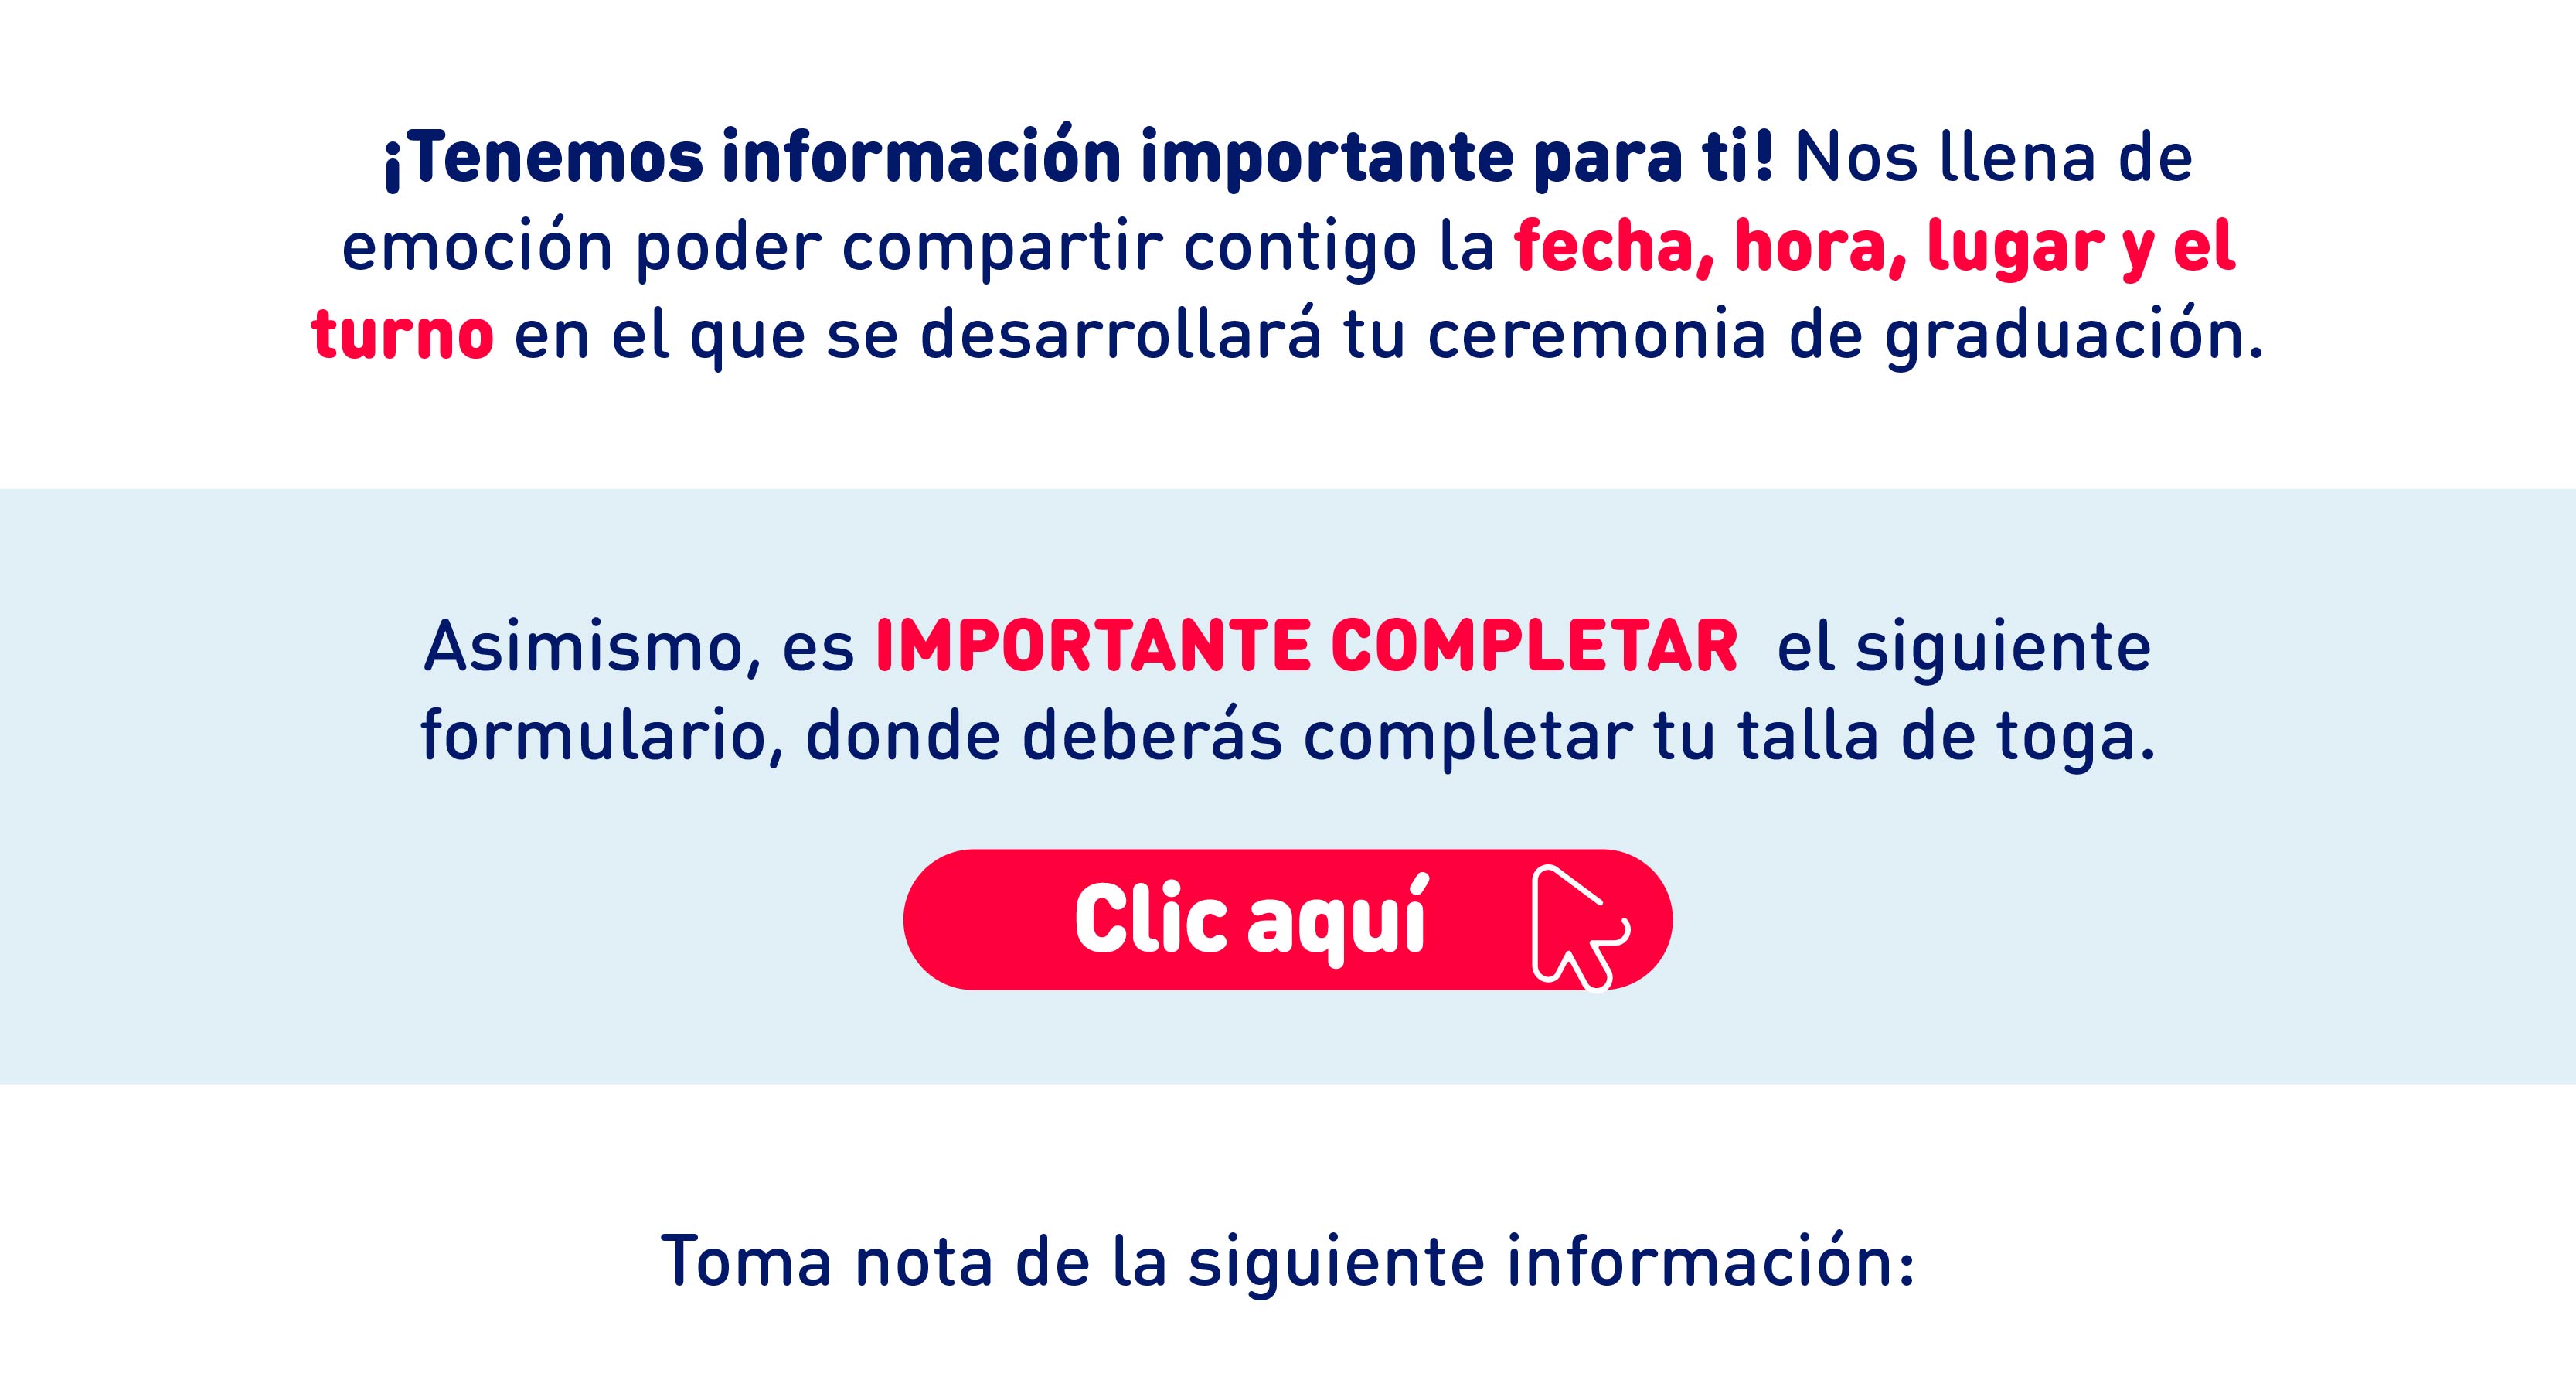 ¡Tenemos información importante para ti! Nos llena de
emoción poder compartir contigo la fecha, hora, lugar y el
turno en el que se desarrollará tu ceremonia de graduación.
Asimismo, es IMPORTANTE COMPLETAR el siguiente
formulario, donde deberás completar tu talla de toga.
Clic aquí
Toma nota de la siguiente información: